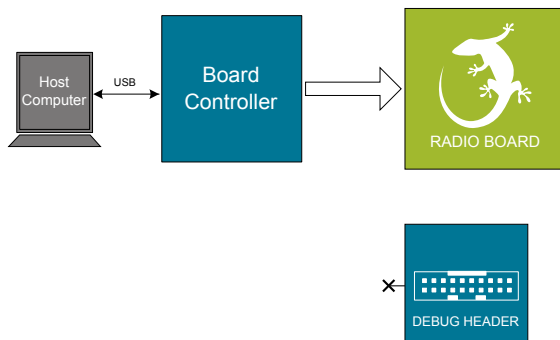 Host
Computer
USB
Board
Controller
RADIO BOARD
DEBUG HEADER